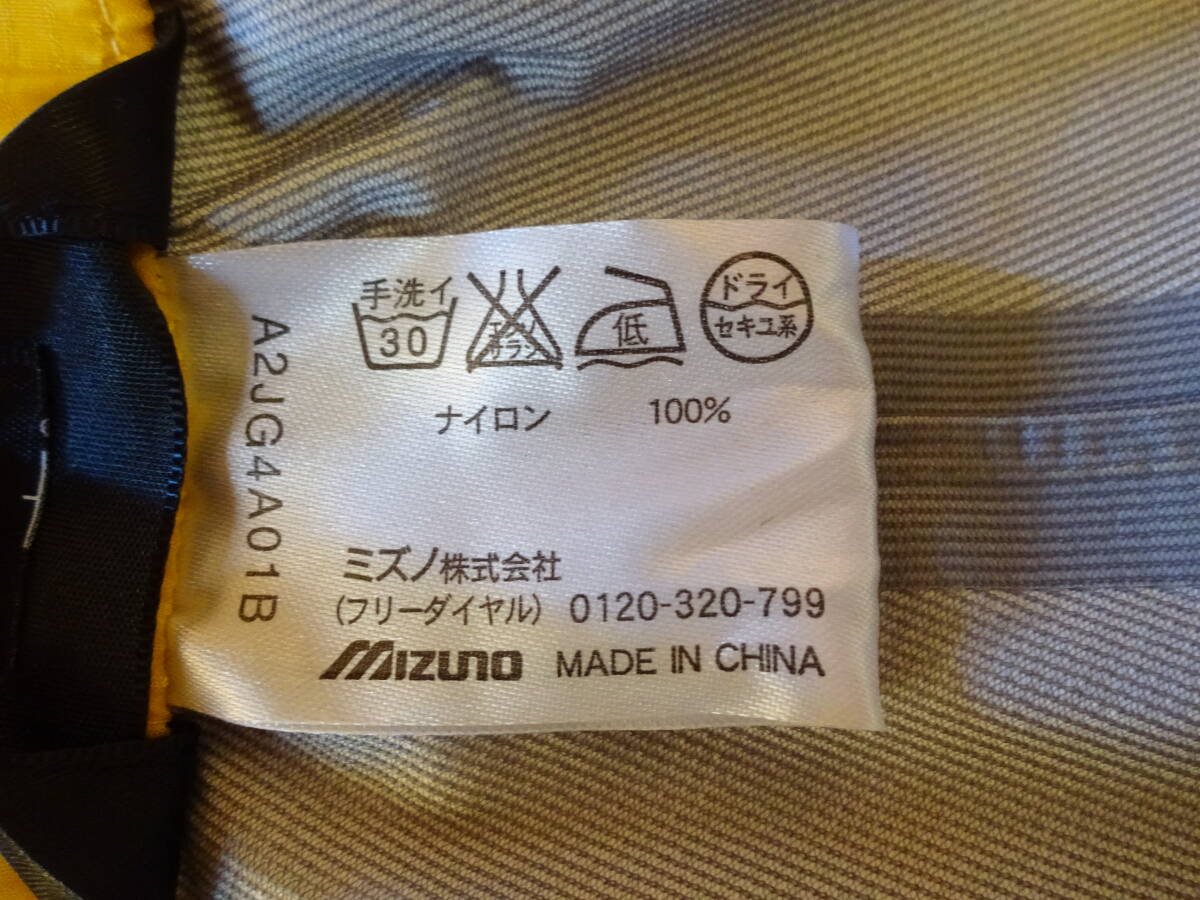 手洗イ
30
エンソ
サラシ
低
ドライ
セキユ系
ナイロン 100%
A2JG4A01B
ミズノ株式会社
(フリーダイヤル) 0120-320-799
MIZUNO MADE IN CHINA